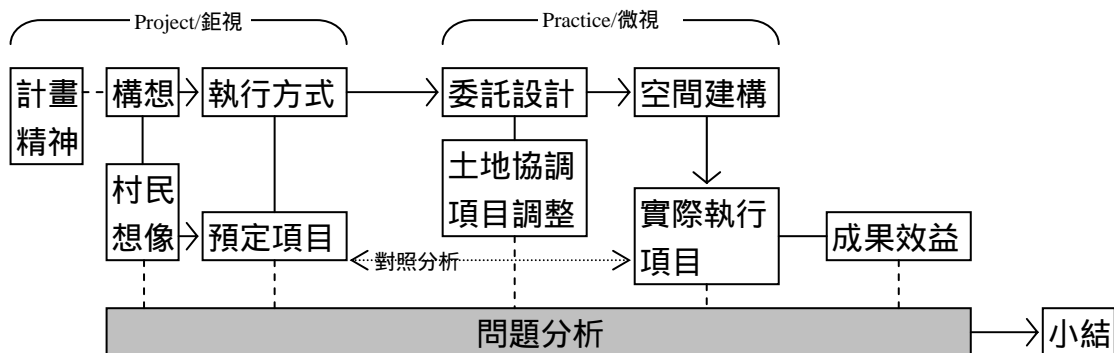 Project/鉅視
Practice/微視
計畫
精神
構想
執行方式
委託設計
空間建構
村民
想像
預定項目
土地協調
項目調整
實際執行
項目
成果效益
對照分析
問題分析
小結